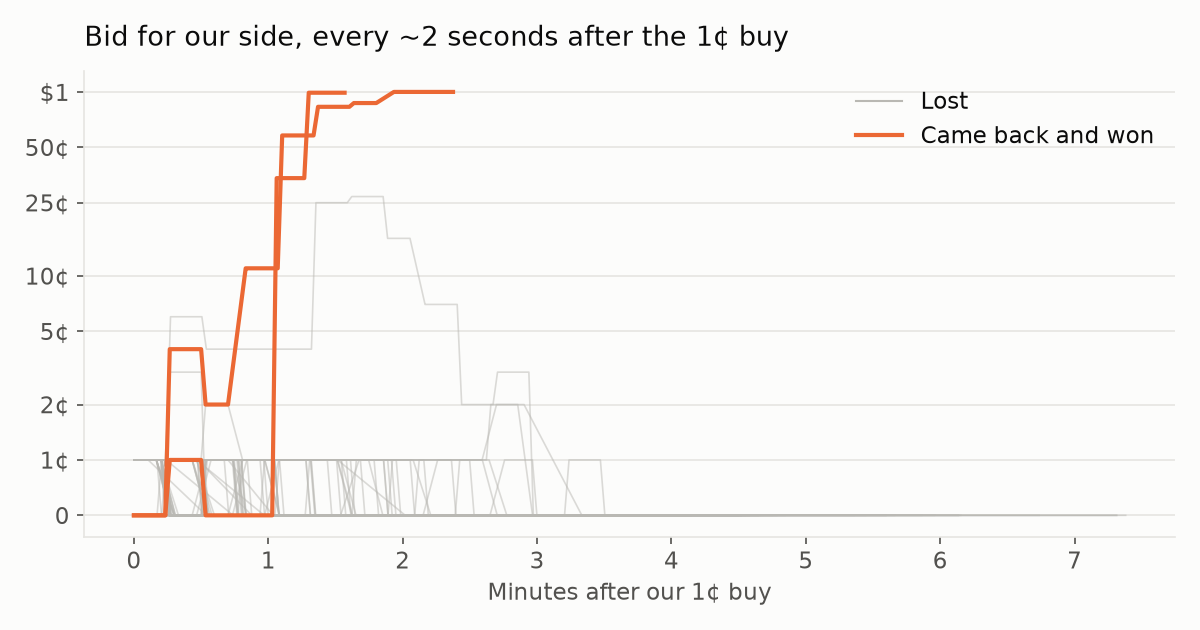 Bid for our side, every ~2 seconds after the 1¢ buy
$1
50¢
25¢
10¢
5¢
2¢
1¢
0
Lost
Came back and won
0 1 2 3 4 5 6 7
Minutes after our 1¢ buy